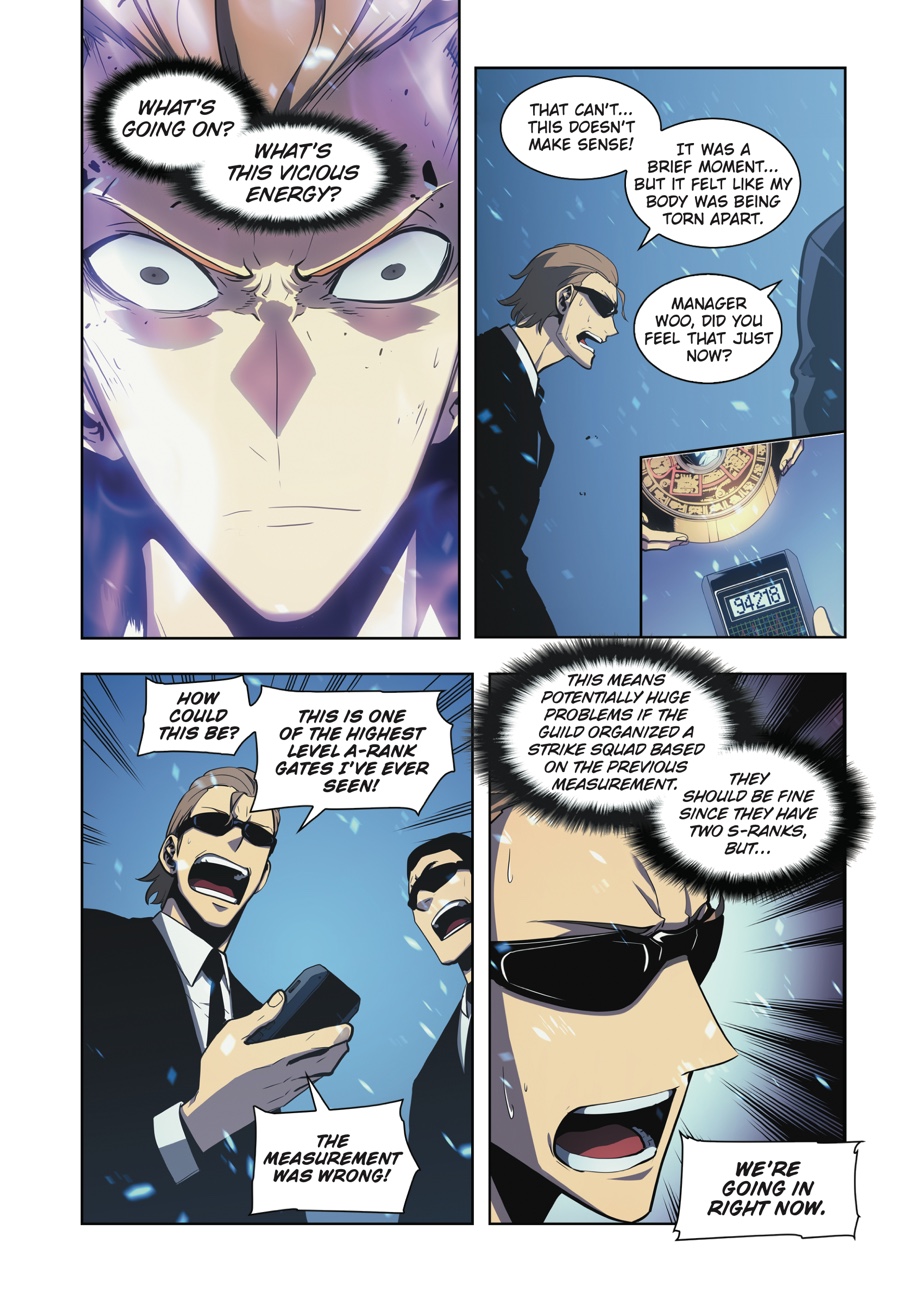 WHAT'S
GOING ON?
WHAT'S
THIS VICIOUS
ENERGY?
THAT CAN'T...
THIS DOESN'T
MAKE SENSE!
IT WAS A
BRIEF MOMENT...
BUT IT FELT LIKE MY
BODY WAS BEING
TORN APART.
MANAGER
WOO, DID YOU
FEEL THAT JUST
NOW?
94218
HOW
COULD
THIS BE?
THIS IS ONE
OF THE HIGHEST
LEVEL A-RANK
GATES I'VE EVER
SEEN!
THE
MEASUREMENT
WAS WRONG!
THIS MEANS
POTENTIALLY HUGE
PROBLEMS IF THE
GUILD ORGANIZED A
STRIKE SQUAD BASED
ON THE PREVIOUS
MEASUREMENT.
THEY
SHOULD BE FINE
SINCE THEY HAVE
TWO S-RANKS,
BUT...
WE'RE
GOING IN
RIGHT NOW.